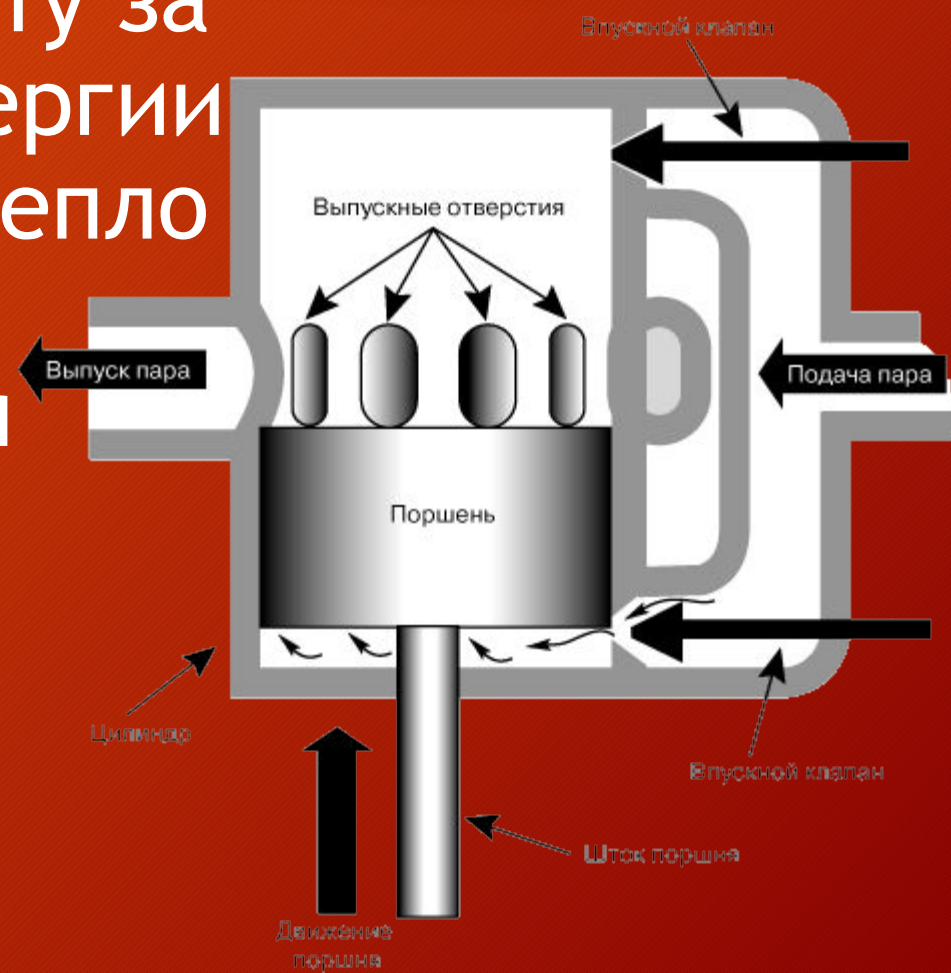 ту за
ергии
епло
Впускной клапан
Выпускные отверстия
Выпуск пара
Подача пара
Поршень
Цилиндр
Впускной клапан
Шток поршня
Движение
поршня